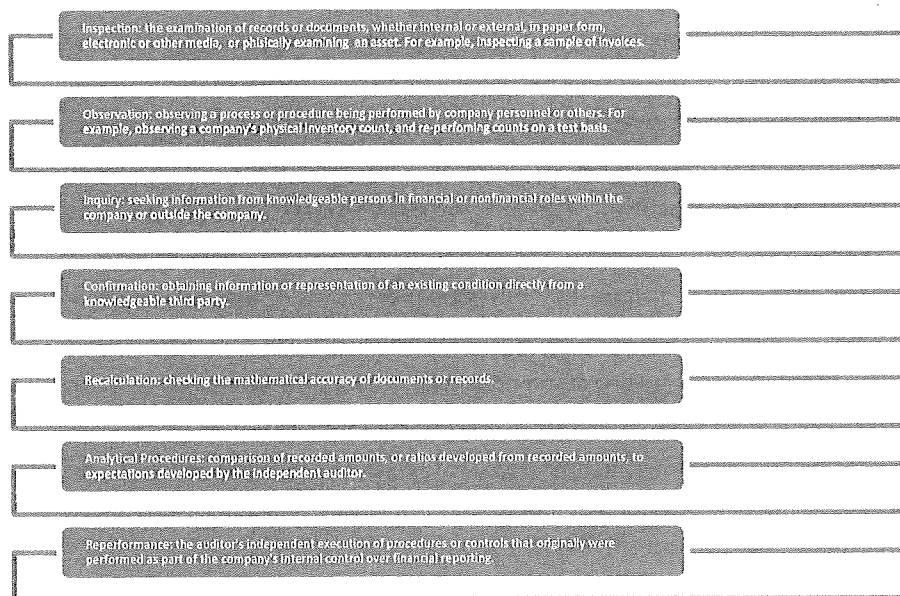 Inspection: the examination of records or documents, whether internal or external, in paper form,
electronic or other media, or phisically examining an asset. For example, inspecting a sample of invoices.
Observation: observing a process or procedure being performed by company personnel or others. For
example, observing a company's physical inventory count, and re-perfoming counts on a test basis.
Inquiry: seeking information from knowledgeable persons in financial or nonfinancial roles within the
company or outside the company.
Confirmation: obtaining information or representation of an existing condition directly from a
knowledgeable third party.
Recalculation: checking the mathematical accuracy of documents or records.
Analytical Procedures: comparison of recorded amounts, or ratios developed from recorded amounts, to
expectations developed by the independent auditor.
Reperformance: the auditor's independent execution of procedures or controls that originally were
performed as part of the company's internal control over financial reporting.